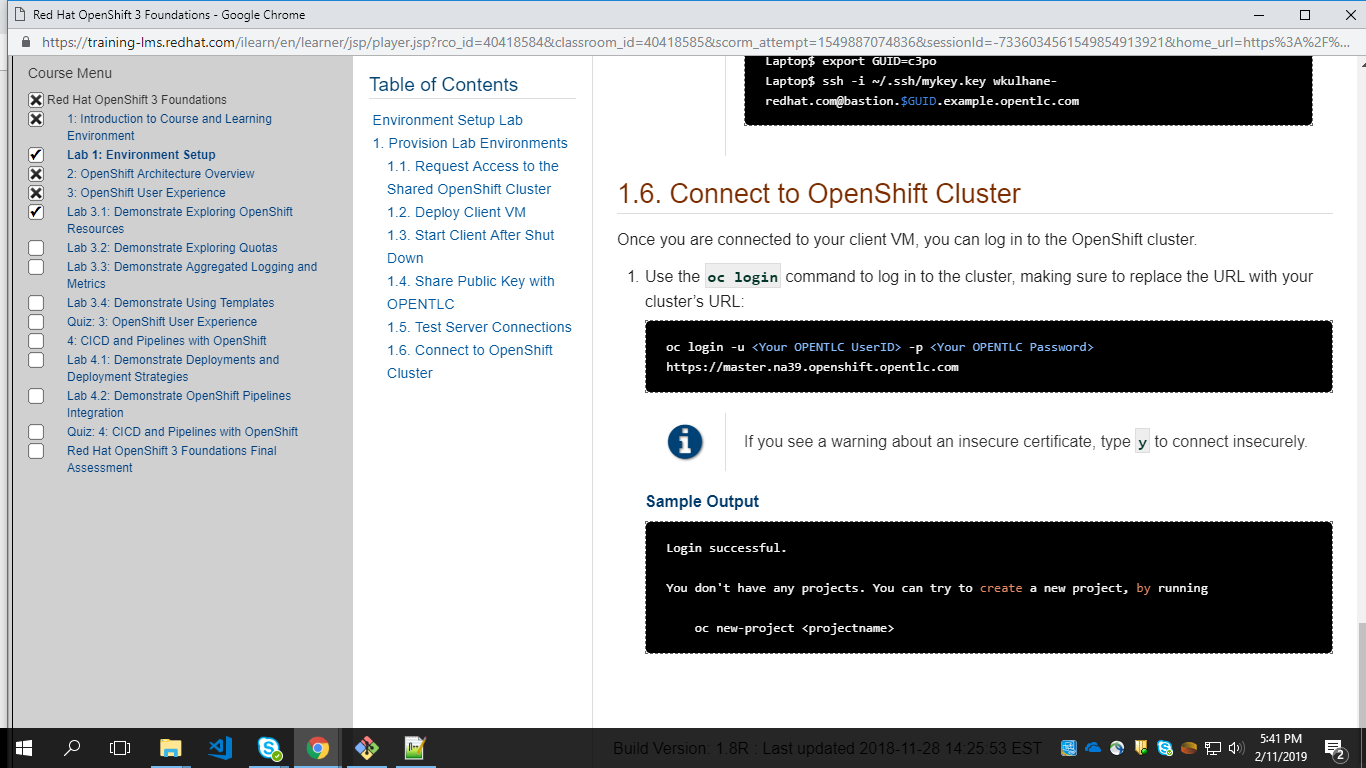 Red Hat OpenShift 3 Foundations - Google Chrome
https://training-lms.redhat.com/ilearn/en/learner/jsp/player.jsp?rco_id=40418584&classroom_id=40418585&scorm_attempt=1549887074836&sessionId=-7336034561549854913921&home_url=https%3A%2F%...
Course Menu
Red Hat OpenShift 3 Foundations
1: Introduction to Course and Learning
Environment
Lab 1: Environment Setup
2: OpenShift Architecture Overview
3: OpenShift User Experience
Lab 3.1: Demonstrate Exploring OpenShift
Resources
Lab 3.2: Demonstrate Exploring Quotas
Lab 3.3: Demonstrate Aggregated Logging and
Metrics
Lab 3.4: Demonstrate Using Templates
Quiz: 3: OpenShift User Experience
4: CICD and Pipelines with OpenShift
Lab 4.1: Demonstrate Deployments and
Deployment Strategies
Lab 4.2: Demonstrate OpenShift Pipelines
Integration
Quiz: 4: CICD and Pipelines with OpenShift
Red Hat OpenShift 3 Foundations Final
Assessment
Table of Contents
Environment Setup Lab
1. Provision Lab Environments
1.1. Request Access to the
Shared OpenShift Cluster
1.2. Deploy Client VM
1.3. Start Client After Shut
Down
1.4. Share Public Key with
OPENTLC
1.5. Test Server Connections
1.6. Connect to OpenShift
Cluster
Laptop$ export GUID=c3po
Laptop$ ssh -i ~/.ssh/mykey.key wkulhane-
redhat.com@bastion.$GUID.example.opentlc.com
1.6. Connect to OpenShift Cluster
Once you are connected to your client VM, you can log in to the OpenShift cluster.
1. Use the oc login command to log in to the cluster, making sure to replace the URL with your
cluster’s URL:
oc login -u <Your OPENTLC UserID> -p <Your OPENTLC Password>
https://master.na39.openshift.opentlc.com
If you see a warning about an insecure certificate, type y to connect insecurely.
Sample Output
Login successful.
You don't have any projects. You can try to create a new project, by running
oc new-project <projectname>
Build Version: 1.8R : Last updated 2018-11-28 14:25:53 EST
5:41 PM
2/11/2019
2